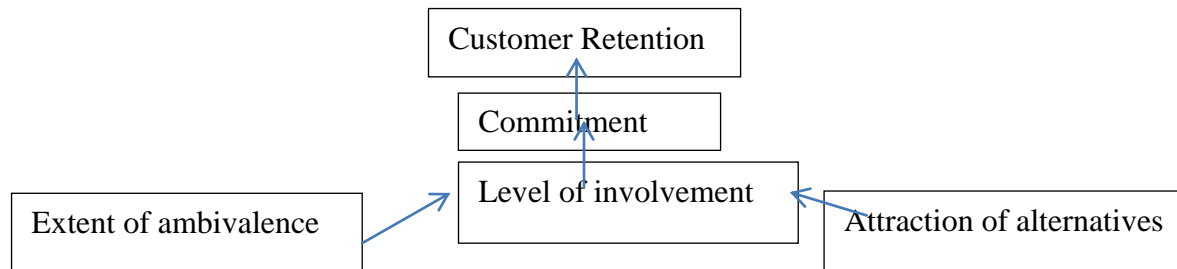 Customer Retention
Commitment
Level of involvement
Extent of ambivalence
Attraction of alternatives